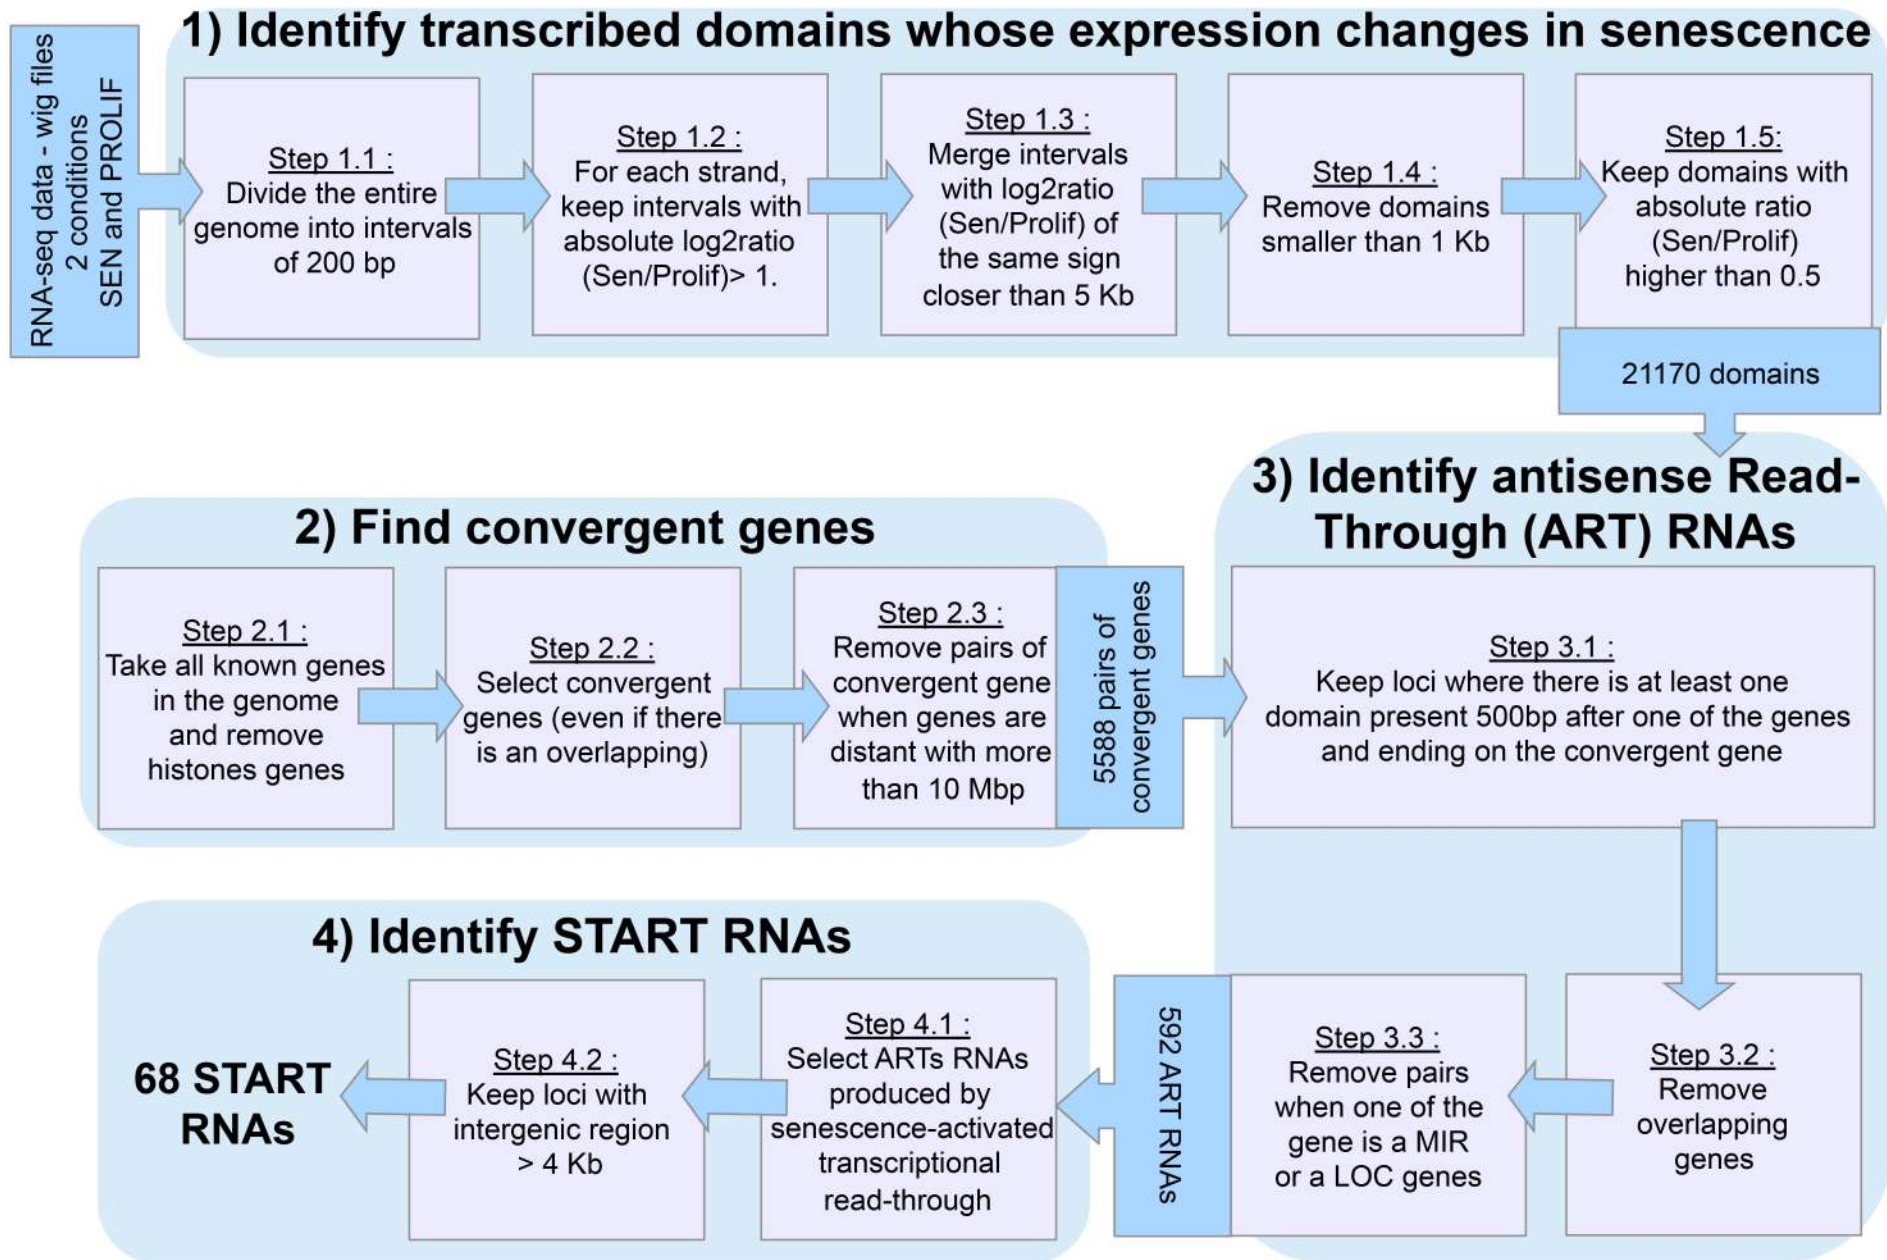 1) Identify transcribed domains whose expression changes in senescence
RNA-seq data - wig files
2 conditions
SEN and PROLIF
Step 1.1 :
Divide the entire
genome into intervals
of 200 bp
Step 1.2 :
For each strand,
keep intervals with
absolute log2ratio
(Sen/Prolif)> 1.
Step 1.3 :
Merge intervals
with log2ratio
(Sen/Prolif) of
the same sign
closer than 5 Kb
Step 1.4 :
Remove domains
smaller than 1 Kb
Step 1.5:
Keep domains with
absolute ratio
(Sen/Prolif)
higher than 0.5
21170 domains
2) Find convergent genes
Step 2.1 :
Take all known genes
in the genome
and remove
histones genes
Step 2.2 :
Select convergent
genes (even if there
is an overlapping)
Step 2.3 :
Remove pairs of
convergent gene
when genes are
distant with more
than 10 Mbp
5588 pairs of
convergent genes
3) Identify antisense Read-
Through (ART) RNAs
Step 3.1 :
Keep loci where there is at least one
domain present 500bp after one of the genes
and ending on the convergent gene
Step 3.2 :
Remove
overlapping
genes
Step 3.3 :
Remove pairs
when one of the
gene is a MIR
or a LOC genes
592 ART RNAs
4) Identify START RNAs
Step 4.1 :
Select ARTs RNAs
produced by
senescence-activated
transcriptional
read-through
Step 4.2 :
Keep loci with
intergenic region
> 4 Kb
68 START
RNAs